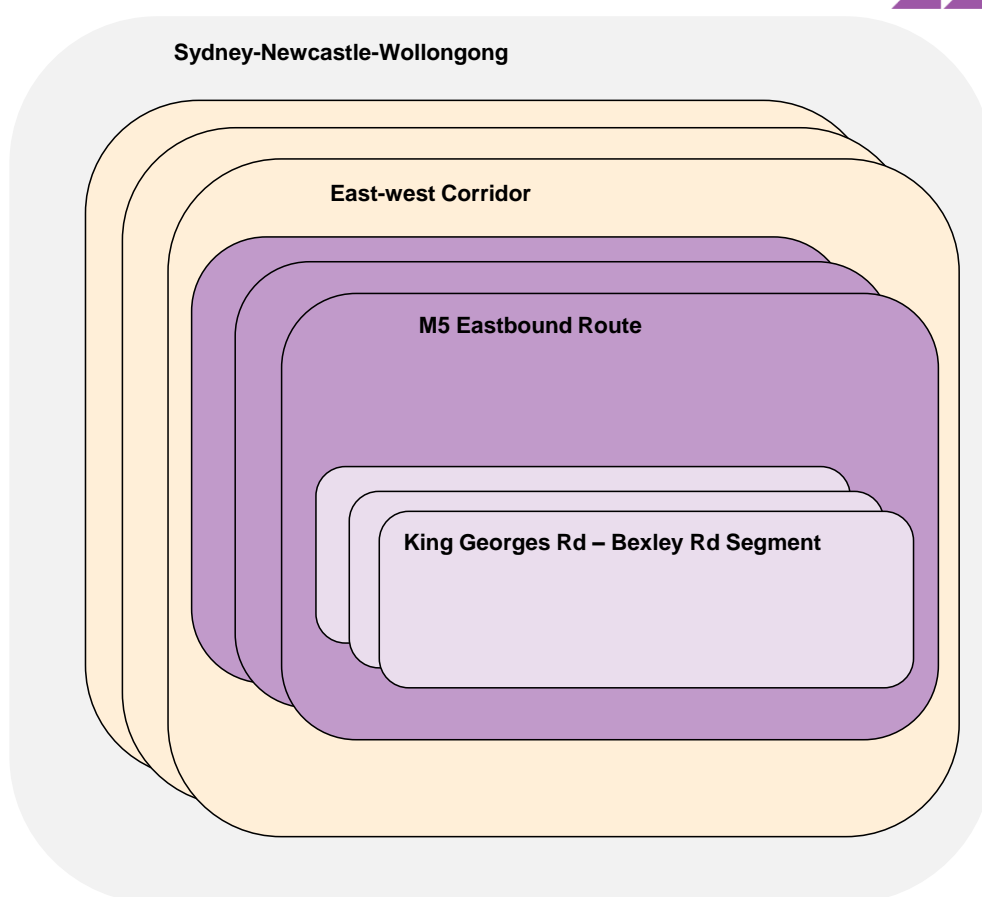 Sydney-Newcastle-Wollongong
East-west Corridor
M5 Eastbound Route
King Georges Rd – Bexley Rd Segment